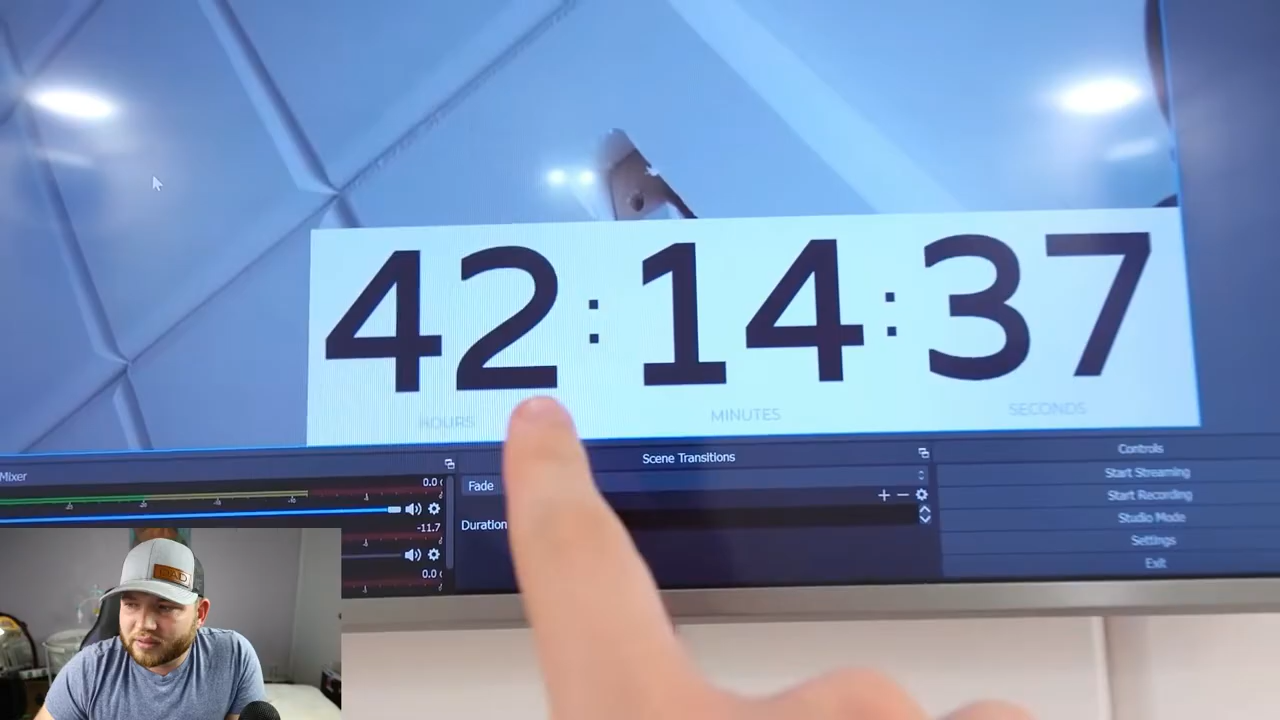 42:14:37
HOURS MINUTES SECONDS
Mixer
Scene Transitions
Controls
0.0
Fade
Start Streaming
Start Recording
-11.7
Duration
Studio Mode
Settings
0.0
Exit
DAD